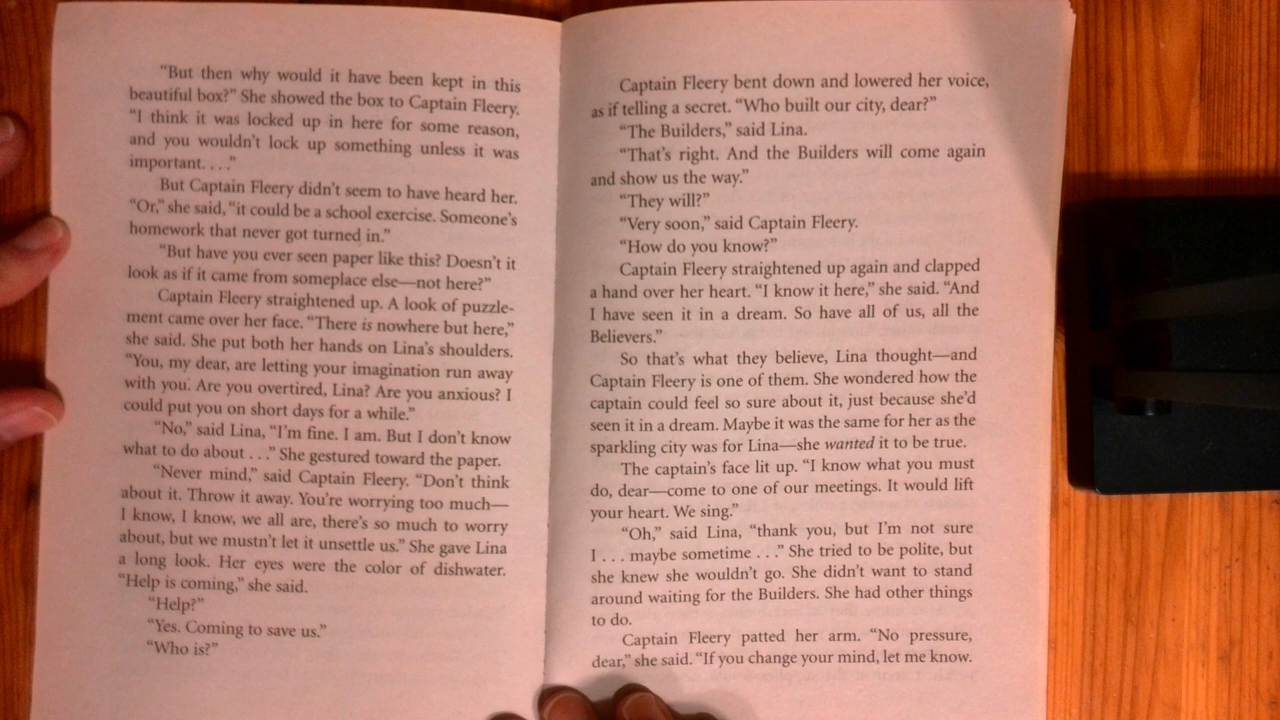 “But then why would it have been kept in this
beautiful box?” She showed the box to Captain Fleery.
“I think it was locked up in here for some reason,
and you wouldn’t lock up something unless it was
important. . . .”
But Captain Fleery didn’t seem to have heard her.
“Or,” she said, “it could be a school exercise. Someone’s
homework that never got turned in.”
“But have you ever seen paper like this? Doesn’t it
look as if it came from someplace else—not here?”
Captain Fleery straightened up. A look of puzzle-
ment came over her face. “There is nowhere but here,”
she said. She put both her hands on Lina’s shoulders.
“You, my dear, are letting your imagination run away
with you. Are you overtired, Lina? Are you anxious? I
could put you on short days for a while.”
“No,” said Lina, “I’m fine. I am. But I don’t know
what to do about . . .” She gestured toward the paper.
“Never mind,” said Captain Fleery. “Don’t think
about it. Throw it away. You’re worrying too much—
I know, I know, we all are, there’s so much to worry
about, but we mustn’t let it unsettle us.” She gave Lina
a long look. Her eyes were the color of dishwater.
“Help is coming,” she said.
“Help?”
“Yes. Coming to save us.”
“Who is?”
Captain Fleery bent down and lowered her voice,
as if telling a secret. “Who built our city, dear?”
“The Builders,” said Lina.
“That’s right. And the Builders will come again
and show us the way.”
“They will?”
“Very soon,” said Captain Fleery.
“How do you know?”
Captain Fleery straightened up again and clapped
a hand over her heart. “I know it here,” she said. “And
I have seen it in a dream. So have all of us, all the
Believers.”
So that’s what they believe, Lina thought—and
Captain Fleery is one of them. She wondered how the
captain could feel so sure about it, just because she’d
seen it in a dream. Maybe it was the same for her as the
sparkling city was for Lina—she wanted it to be true.
The captain’s face lit up. “I know what you must
do, dear—come to one of our meetings. It would lift
your heart. We sing.”
“Oh,” said Lina, “thank you, but I’m not sure
I . . . maybe sometime . . .” She tried to be polite, but
she knew she wouldn’t go. She didn’t want to stand
around waiting for the Builders. She had other things
to do.
Captain Fleery patted her arm. “No pressure,
dear,” she said. “If you change your mind, let me know.